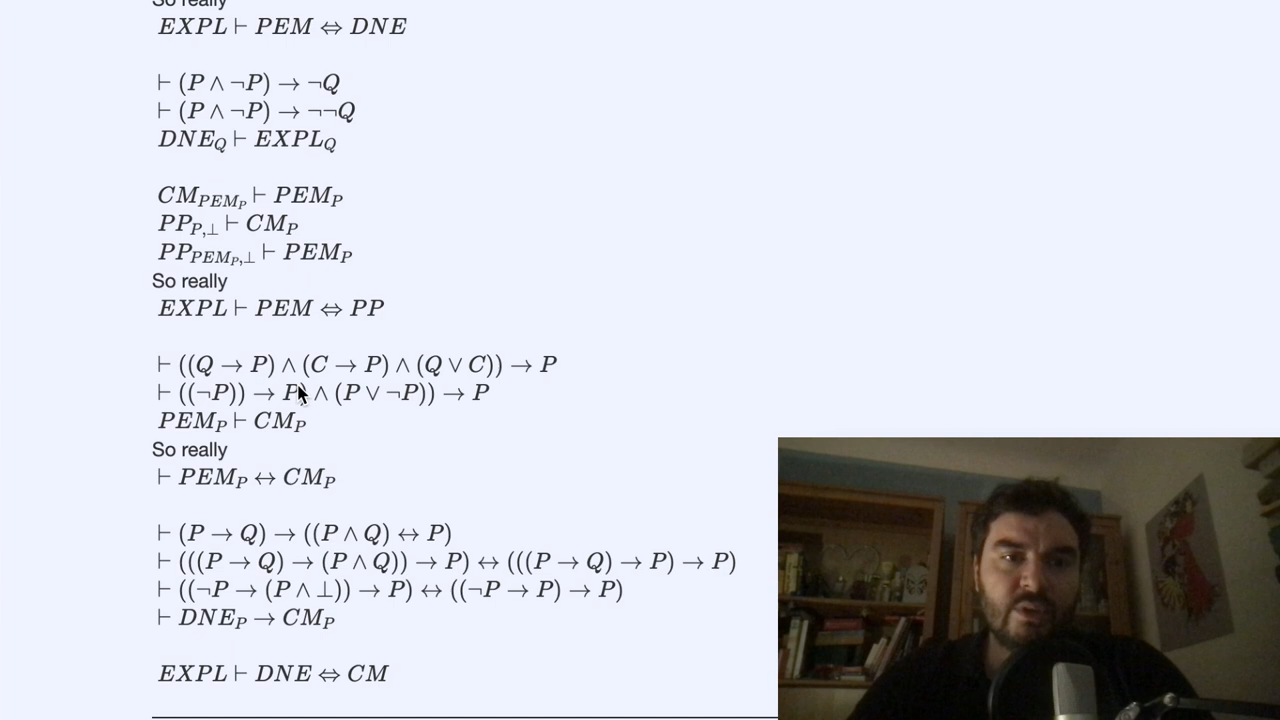 So really
EXPL ⊢ PEM ⇔ DNE
⊢ (P ∧ ¬P) → ¬Q
⊢ (P ∧ ¬P) → ¬¬Q
DNE_Q ⊢ EXPL_Q
CM_{PEM_P} ⊢ PEM_P
PP_{P,⊥} ⊢ CM_P
PP_{PEM_P,⊥} ⊢ PEM_P
So really
EXPL ⊢ PEM ⇔ PP
⊢ ((Q → P) ∧ (C → P) ∧ (Q ∨ C)) → P
⊢ ((¬P)) → P) ∧ (P ∨ ¬P)) → P
PEM_P ⊢ CM_P
So really
⊢ PEM_P ↔ CM_P
⊢ (P → Q) → ((P ∧ Q) ↔ P)
⊢ (((P → Q) → (P ∧ Q)) → P) ↔ (((P → Q) → P) → P)
⊢ ((¬P → (P ∧ ⊥)) → P) ↔ ((¬P → P) → P)
⊢ DNE_P → CM_P
EXPL ⊢ DNE ⇔ CM